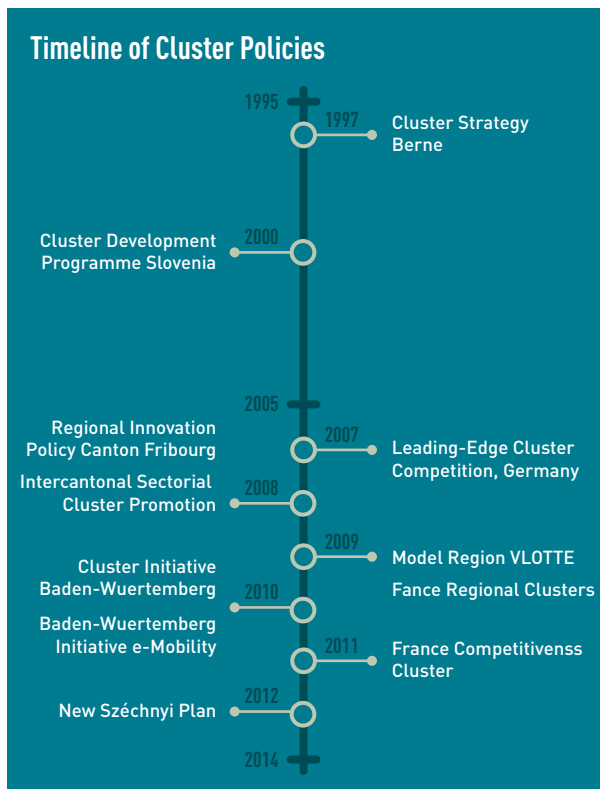 Timeline of Cluster Policies
1995
1997
Cluster Strategy
Berne
2000
Cluster Development
Programme Slovenia
2005
Regional Innovation
Policy Canton Fribourg
2007
Leading-Edge Cluster
Competition, Germany
Intercantonal Sectorial
Cluster Promotion
2008
2009
Model Region VLOTTE
Fance Regional Clusters
Cluster Initiative
Baden-Wuertemberg
2010
Baden-Wuertemberg
Initiative e-Mobility
2011
France Competitivenss
Cluster
2012
New Széchnyi Plan
2014